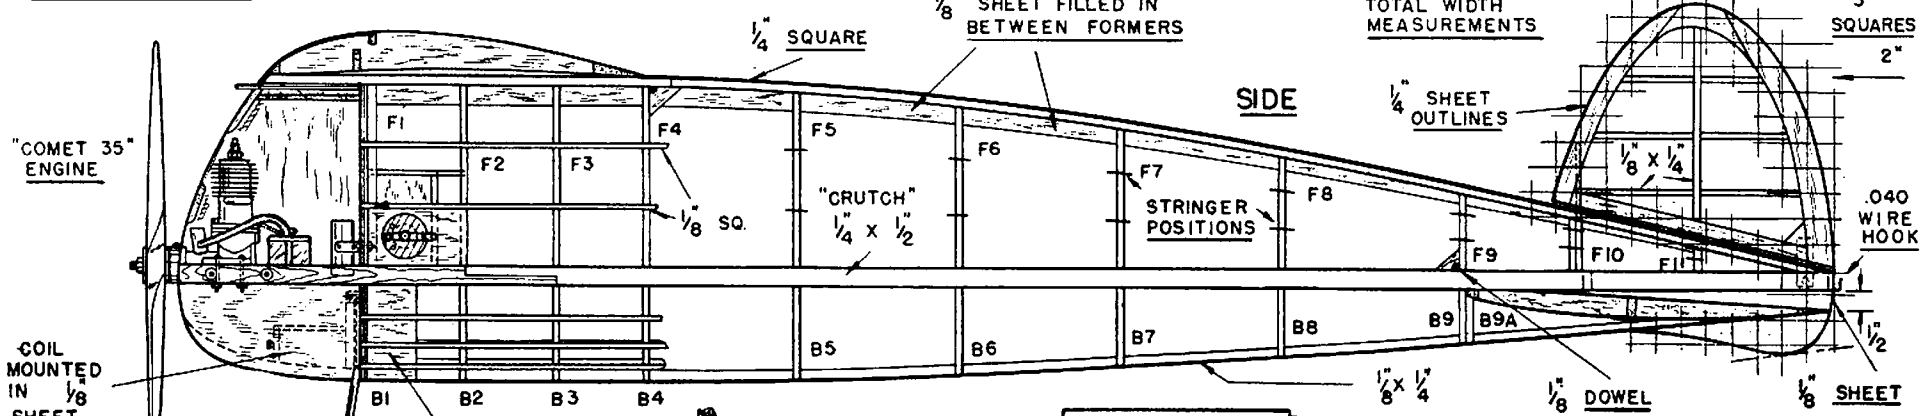 1/8" SHEET FILLED IN
BETWEEN FORMERS
TOTAL WIDTH
MEASUREMENTS
SQUARES
2"
1/4" SQUARE
SIDE
1/4" SHEET
OUTLINES
"COMET 35"
ENGINE
F1
F2
F3
F4
F5
F6
F7
F8
F9
F10
F11
1/8" x 1/4"
"CRUTCH"
1/4" x 1/2"
1/8" SQ.
STRINGER
POSITIONS
.040
WIRE
HOOK
COIL
MOUNTED
IN 1/8"
SHEET
B1
B2
B3
B4
B5
B6
B7
B8
B9
B9A
1/2"
1/8" x 1/4"
1/8" DOWEL
1/8" SHEET